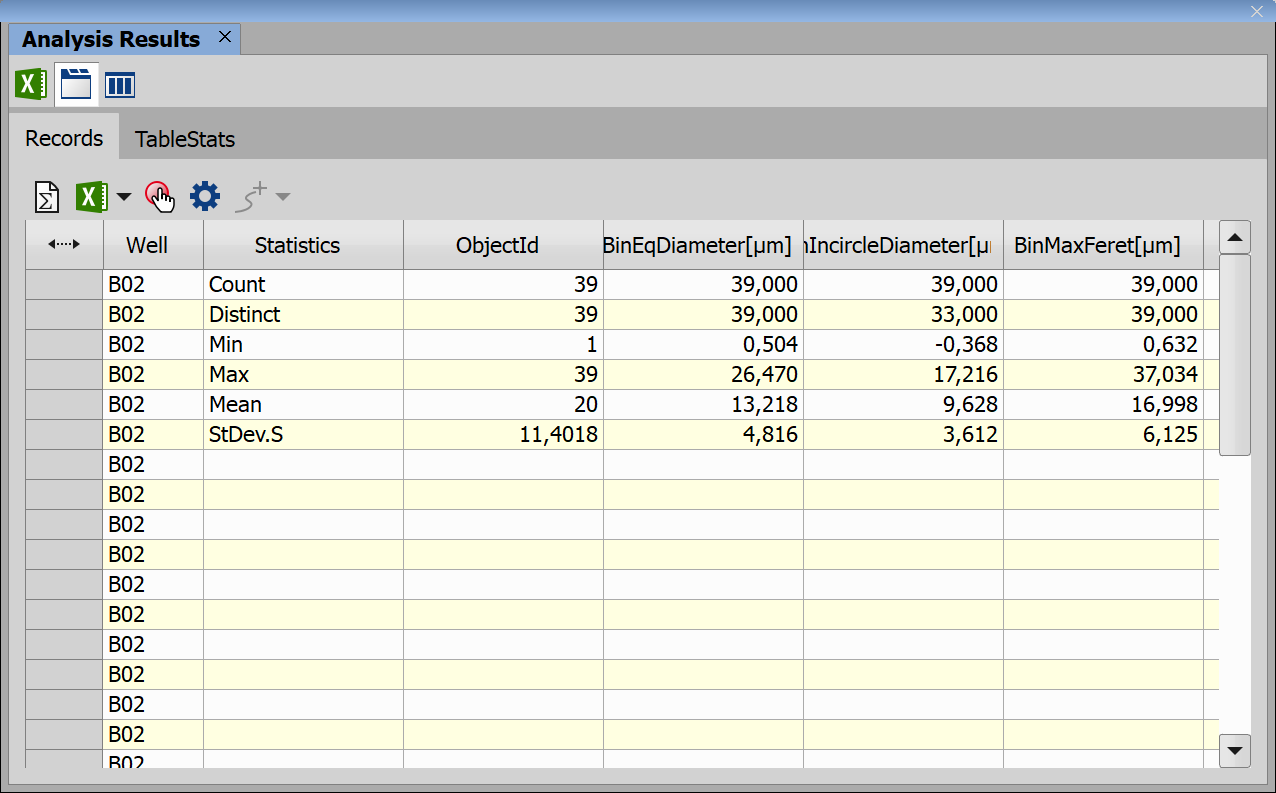 Analysis Results
Records TableStats
Well Statistics ObjectId BinEqDiameter[µm] IncircleDiameter[µ BinMaxFeret[µm]
B02 Count 39 39,000 39,000 39,000
B02 Distinct 39 39,000 33,000 39,000
B02 Min 1 0,504 -0,368 0,632
B02 Max 39 26,470 17,216 37,034
B02 Mean 20 13,218 9,628 16,998
B02 StDev.S 11,4018 4,816 3,612 6,125
B02
B02
B02
B02
B02
B02
B02
B02
B02
B02
B02